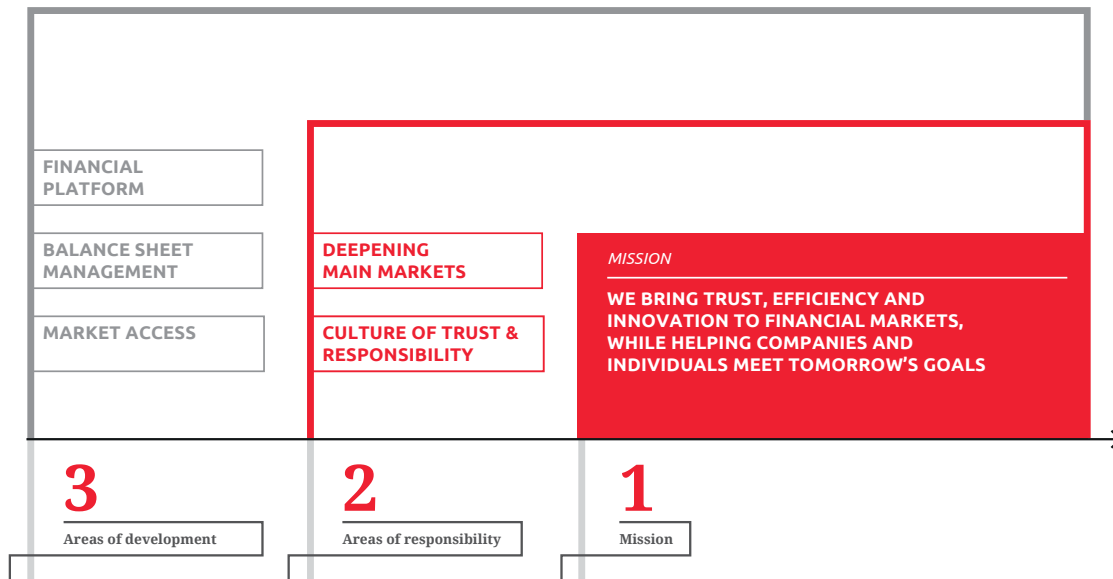 FINANCIAL
PLATFORM
BALANCE SHEET
MANAGEMENT
MARKET ACCESS
DEEPENING
MAIN MARKETS
CULTURE OF TRUST &
RESPONSIBILITY
MISSION
WE BRING TRUST, EFFICIENCY AND
INNOVATION TO FINANCIAL MARKETS,
WHILE HELPING COMPANIES AND
INDIVIDUALS MEET TOMORROW’S GOALS
3
Areas of development
2
Areas of responsibility
1
Mission